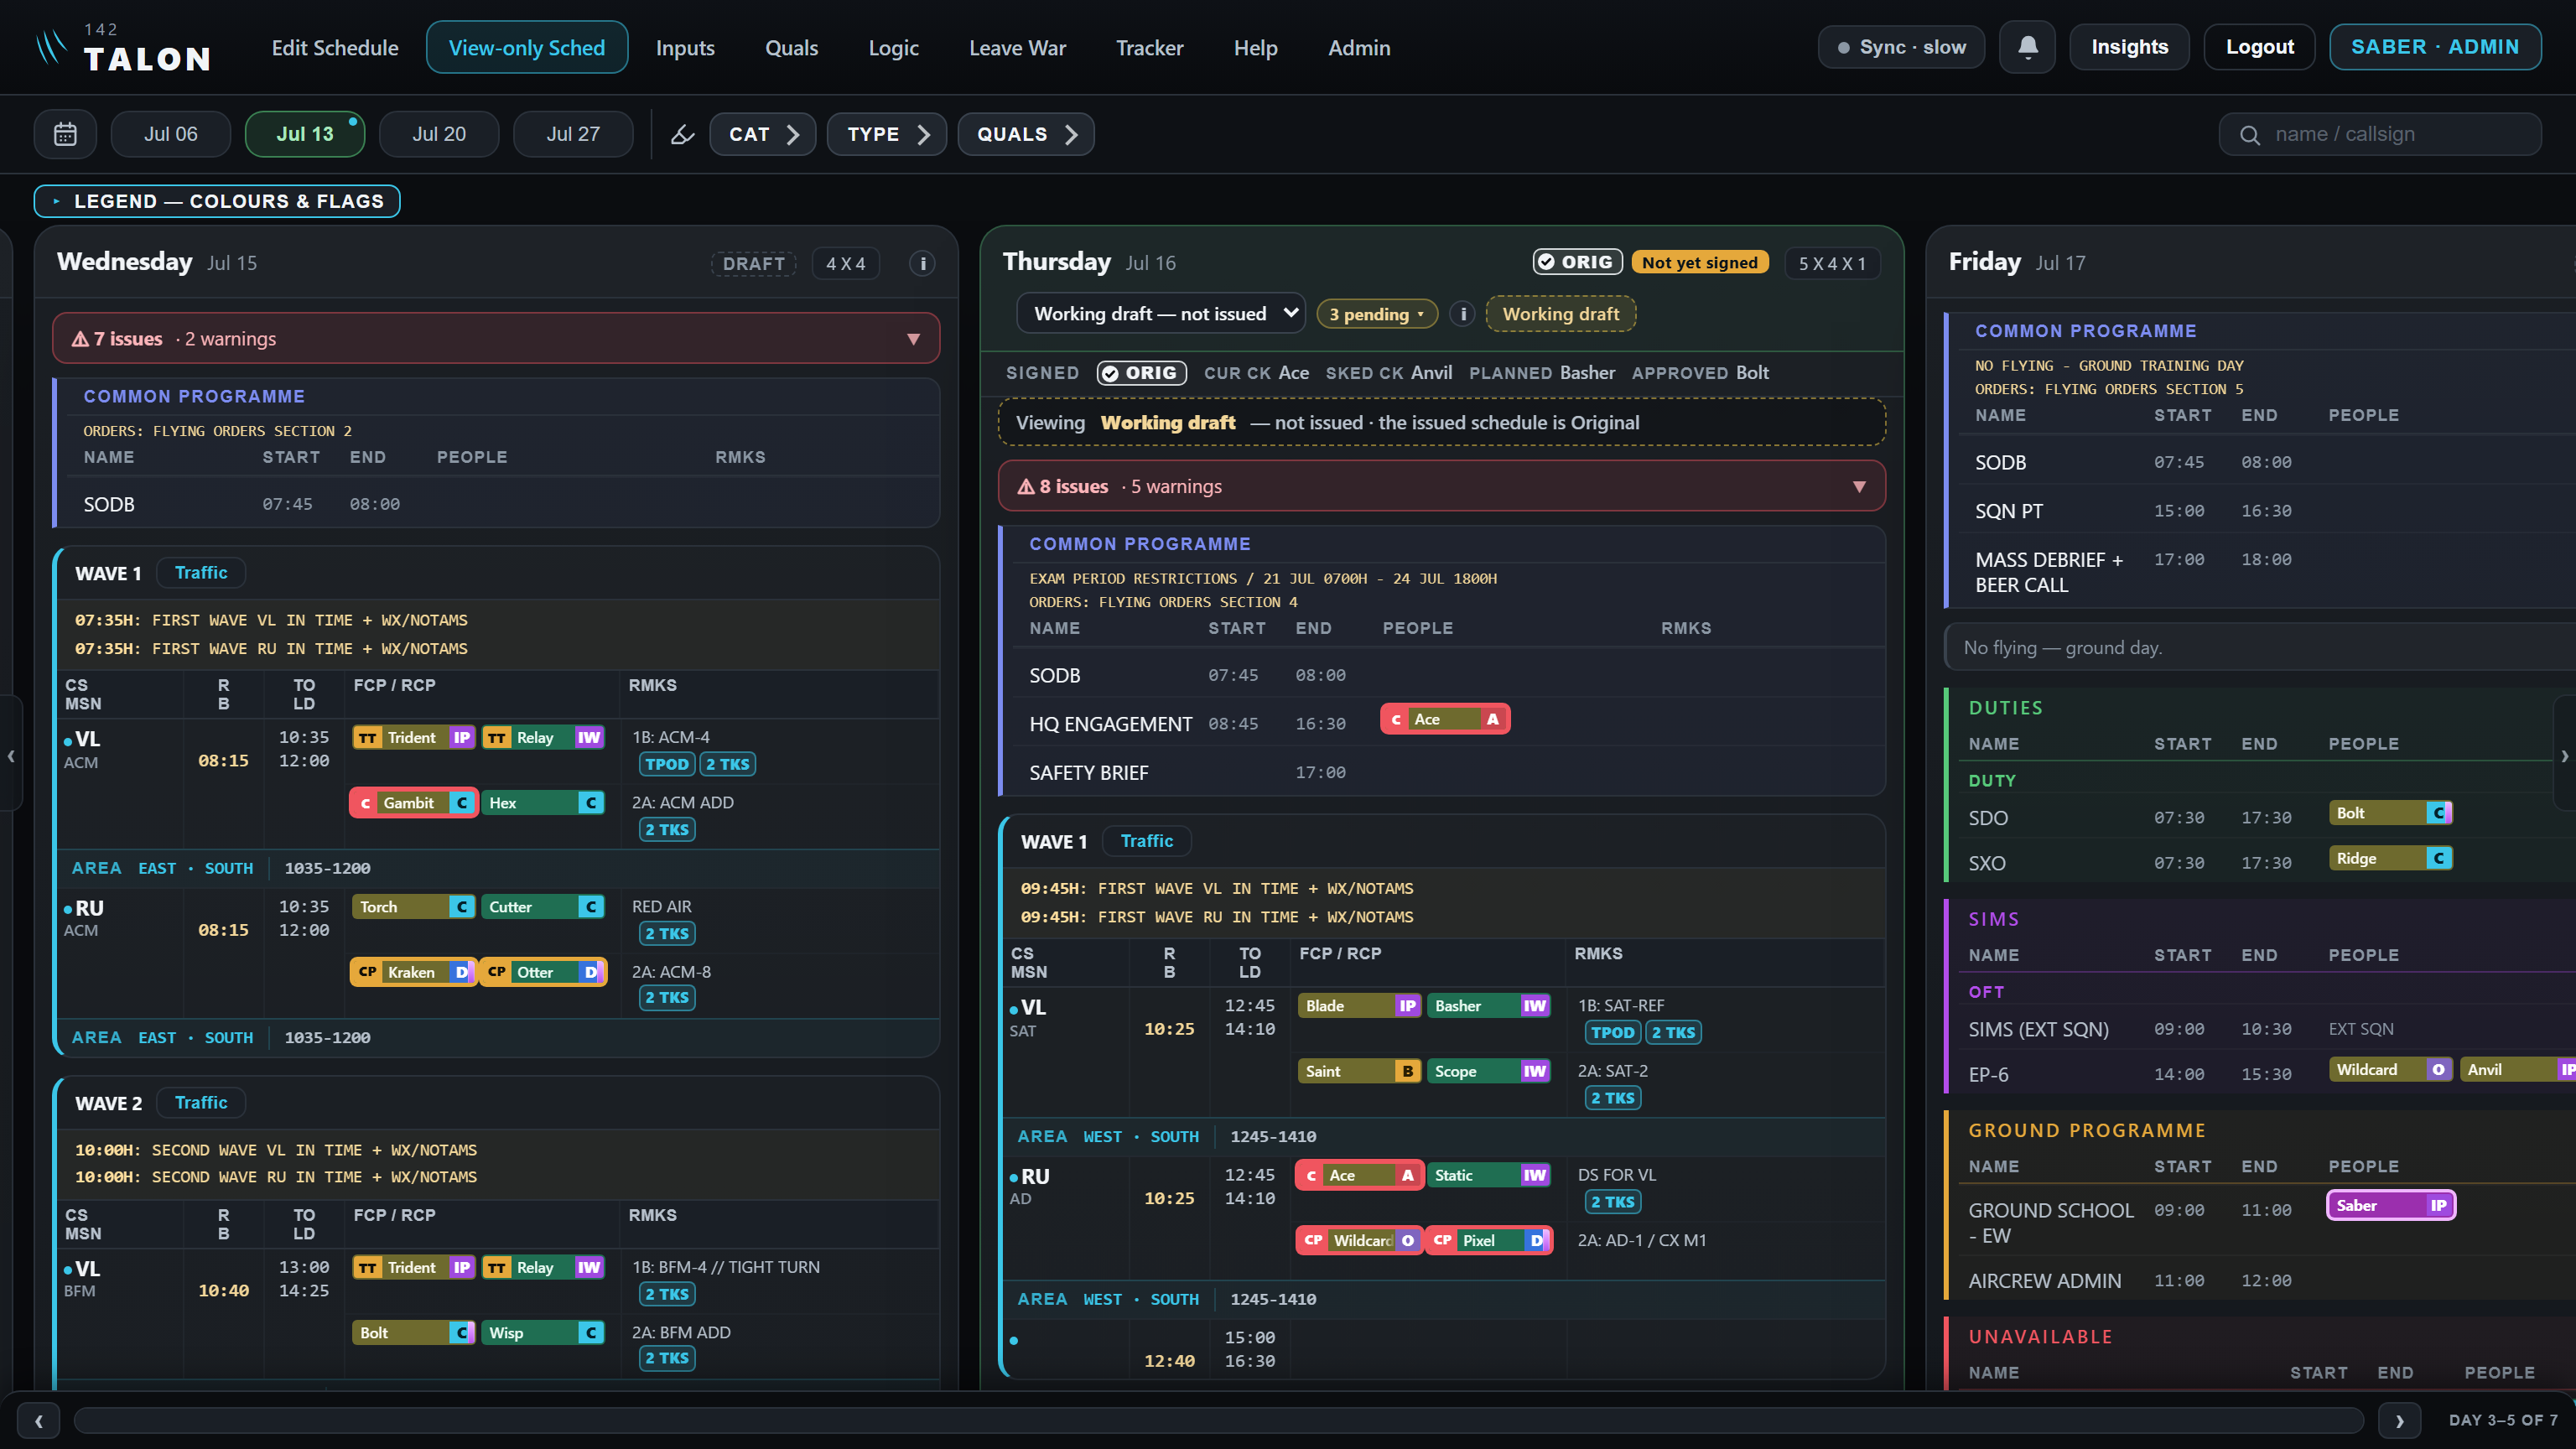 142
TALON
Edit Schedule
View-only Sched
Inputs
Quals
Logic
Leave War
Tracker
Help
Admin
Sync · slow
Insights
Logout
SABER · ADMIN
Jul 06
Jul 13
Jul 20
Jul 27
CAT
TYPE
QUALS
name / callsign
LEGEND — COLOURS & FLAGS
Wednesday Jul 15
DRAFT
4 X 4
i
7 issues · 2 warnings
COMMON PROGRAMME
ORDERS: FLYING ORDERS SECTION 2
NAME START END PEOPLE RMKS
SODB 07:45 08:00
WAVE 1 Traffic
07:35H: FIRST WAVE VL IN TIME + WX/NOTAMS
07:35H: FIRST WAVE RU IN TIME + WX/NOTAMS
CS R TO FCP / RCP RMKS
MSN B LD
VL 10:35 TT Trident IP TT Relay IW 1B: ACM-4
ACM 08:15 12:00 TPOD 2 TKS
C Gambit C Hex C 2A: ACM ADD
2 TKS
AREA EAST · SOUTH 1035-1200
RU 10:35 Torch C Cutter C RED AIR
ACM 08:15 12:00 2 TKS
CP Kraken D CP Otter D 2A: ACM-8
2 TKS
AREA EAST · SOUTH 1035-1200
WAVE 2 Traffic
10:00H: SECOND WAVE VL IN TIME + WX/NOTAMS
10:00H: SECOND WAVE RU IN TIME + WX/NOTAMS
CS R TO FCP / RCP RMKS
MSN B LD
VL 13:00 TT Trident IP TT Relay IW 1B: BFM-4 // TIGHT TURN
BFM 10:40 14:25 2 TKS
Bolt C Wisp C 2A: BFM ADD
2 TKS
Thursday Jul 16
ORIG
Not yet signed
5 X 4 X 1
Working draft — not issued
3 pending
i
Working draft
SIGNED ORIG CUR CK Ace SKED CK Anvil PLANNED Basher APPROVED Bolt
Viewing Working draft — not issued · the issued schedule is Original
8 issues · 5 warnings
COMMON PROGRAMME
EXAM PERIOD RESTRICTIONS / 21 JUL 0700H - 24 JUL 1800H
ORDERS: FLYING ORDERS SECTION 4
NAME START END PEOPLE RMKS
SODB 07:45 08:00
HQ ENGAGEMENT 08:45 16:30 C Ace A
SAFETY BRIEF 17:00
WAVE 1 Traffic
09:45H: FIRST WAVE VL IN TIME + WX/NOTAMS
09:45H: FIRST WAVE RU IN TIME + WX/NOTAMS
CS R TO FCP / RCP RMKS
MSN B LD
VL 12:45 Blade IP Basher IW 1B: SAT-REF
SAT 10:25 14:10 TPOD 2 TKS
Saint B Scope IW 2A: SAT-2
2 TKS
AREA WEST · SOUTH 1245-1410
RU 12:45 C Ace A Static IW DS FOR VL
AD 10:25 14:10 2 TKS
CP Wildcard O CP Pixel D 2A: AD-1 / CX M1
AREA WEST · SOUTH 1245-1410
15:00
12:40 16:30
Friday Jul 17
COMMON PROGRAMME
NO FLYING - GROUND TRAINING DAY
ORDERS: FLYING ORDERS SECTION 5
NAME START END PEOPLE
SODB 07:45 08:00
SQN PT 15:00 16:30
MASS DEBRIEF + 17:00 18:00
BEER CALL
No flying — ground day.
DUTIES
NAME START END PEOPLE
DUTY
SDO 07:30 17:30 Bolt C
SXO 07:30 17:30 Ridge C
SIMS
NAME START END PEOPLE
OFT
SIMS (EXT SQN) 09:00 10:30 EXT SQN
EP-6 14:00 15:30 Wildcard O Anvil IP
GROUND PROGRAMME
NAME START END PEOPLE
GROUND SCHOOL 09:00 11:00 Saber IP
- EW
AIRCREW ADMIN 11:00 12:00
UNAVAILABLE
NAME START END PEOPLE
DAY 3–5 OF 7